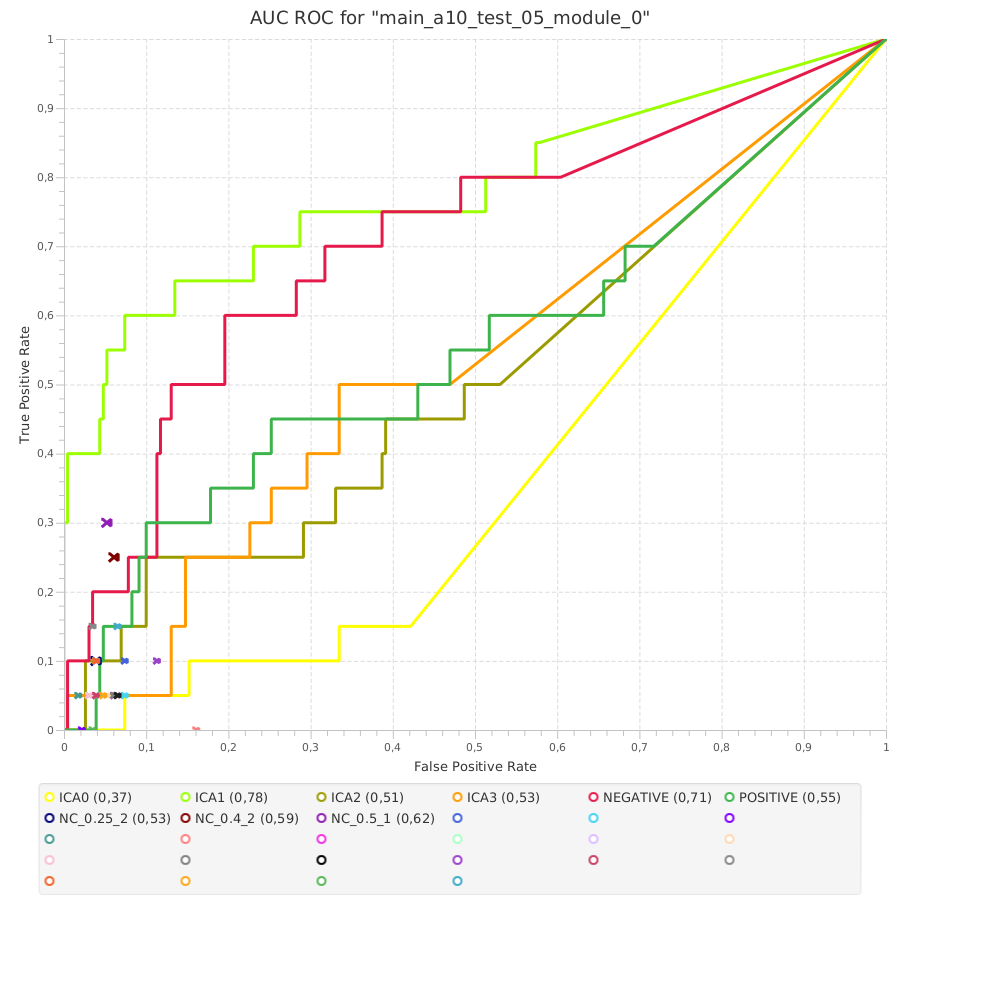 AUC ROC for "main_a10_test_05_module_0"
1
0,9
0,8
0,7
0,6
0,5
0,4
0,3
0,2
0,1
0
True Positive Rate
0 0,1 0,2 0,3 0,4 0,5 0,6 0,7 0,8 0,9 1
False Positive Rate
ICA0 (0,37) ICA1 (0,78) ICA2 (0,51) ICA3 (0,53) NEGATIVE (0,71) POSITIVE (0,55)
NC_0.25_2 (0,53) NC_0.4_2 (0,59) NC_0.5_1 (0,62)